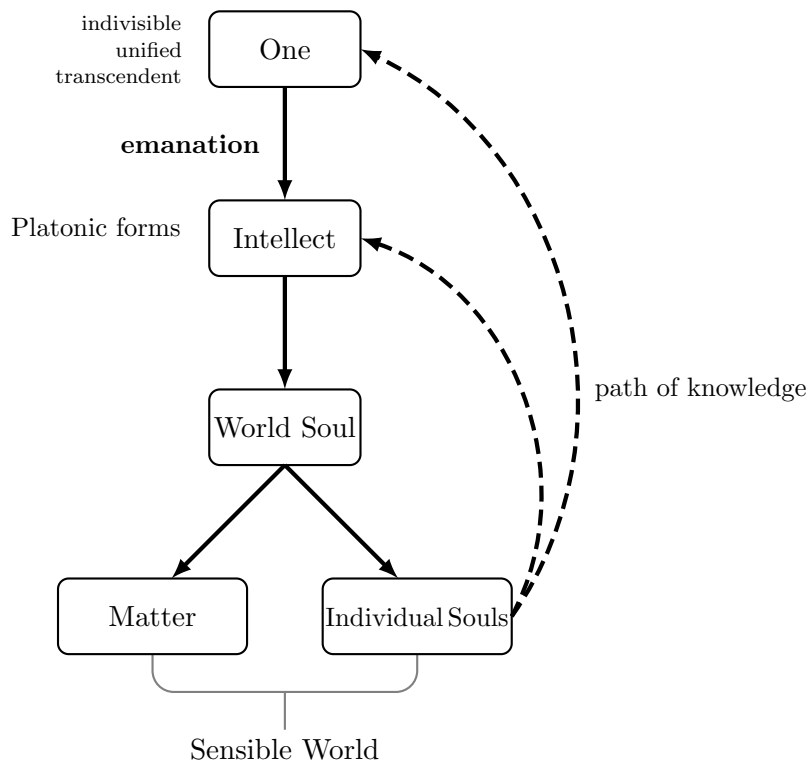 indivisible
unified
transcendent
One
emanation
Platonic forms
Intellect
World Soul
path of knowledge
Matter
Individual Souls
Sensible World